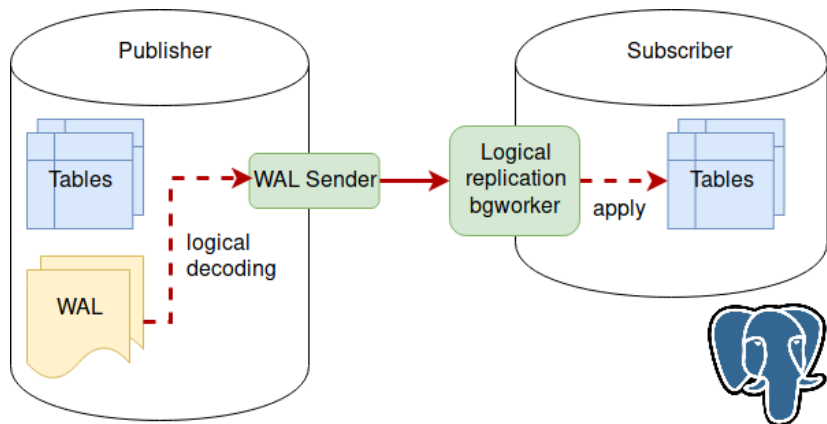 Publisher
Subscriber
Tables
WAL Sender
Logical
replication
bgworker
apply
Tables
logical
decoding
WAL